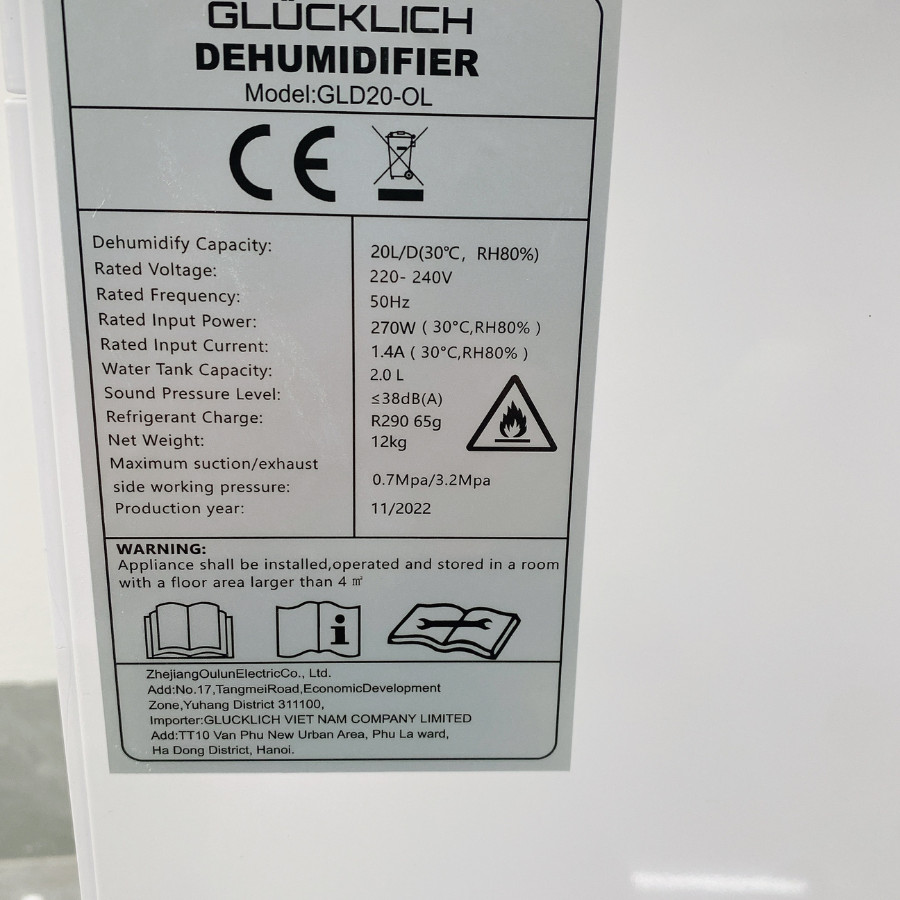 GLÜCKLICH
DEHUMIDIFIER
Model:GLD20-OL
CE
Dehumidify Capacity: 20L/D(30℃, RH80%)
Rated Voltage: 220- 240V
Rated Frequency: 50Hz
Rated Input Power: 270W ( 30°C,RH80% )
Rated Input Current: 1.4A ( 30°C,RH80% )
Water Tank Capacity: 2.0 L
Sound Pressure Level: ≤38dB(A)
Refrigerant Charge: R290 65g
Net Weight: 12kg
Maximum suction/exhaust
side working pressure: 0.7Mpa/3.2Mpa
Production year: 11/2022
WARNING:
Appliance shall be installed,operated and stored in a room
with a floor area larger than 4 ㎡
i
ZhejiangOulunElectricCo., Ltd.
Add:No.17,TangmeiRoad,EconomicDevelopment
Zone,Yuhang District 311100,
Importer:GLUCKLICH VIET NAM COMPANY LIMITED
Add:TT10 Van Phu New Urban Area, Phu La ward,
Ha Dong District, Hanoi.